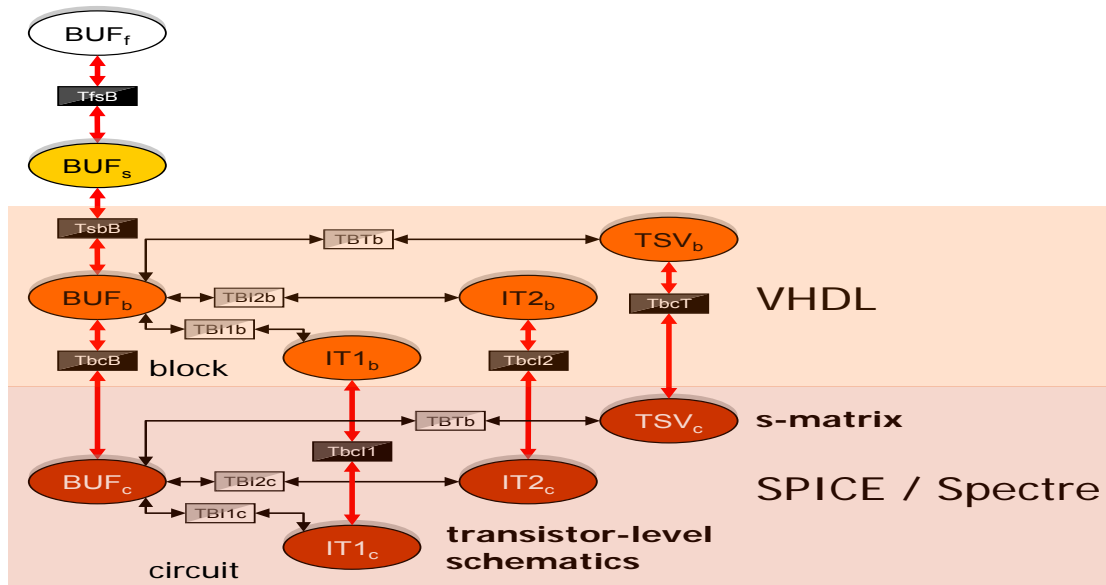 BUFf
TfsB
BUFs
TsbB
TBTb
TSVb
BUFb
TBI2b
IT2b
TbcT
VHDL
TBI1b
TbcB
block
IT1b
TbcI2
TBTb
TSVc
s-matrix
TbcI1
BUFc
TBI2c
IT2c
SPICE / Spectre
TBI1c
IT1c
transistor-level
schematics
circuit